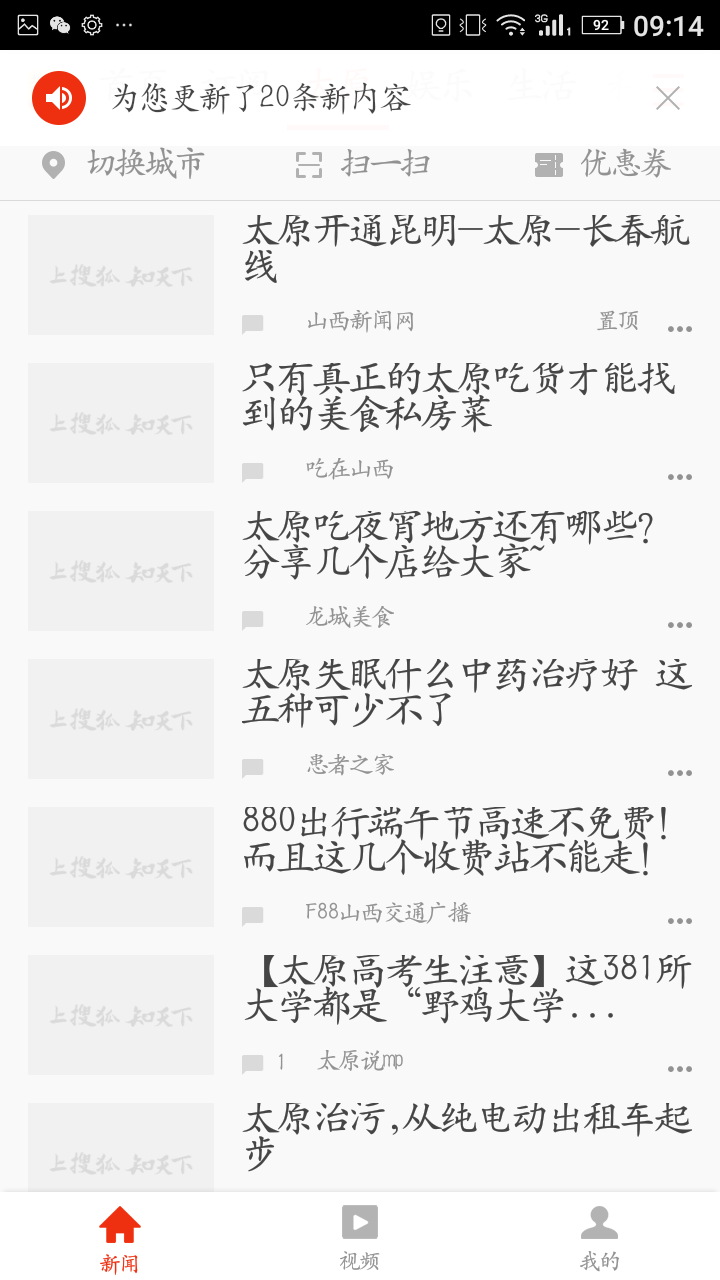 3G
1
92
09:14
为您更新了20条新内容
娱乐 生活
切换城市 扫一扫 优惠券
上搜狐 知天下
太原开通昆明—太原—长春航
线
山西新闻网 置顶
上搜狐 知天下
只有真正的太原吃货才能找
到的美食私房菜
吃在山西
上搜狐 知天下
太原吃夜宵地方还有哪些?
分享几个店给大家~
龙城美食
上搜狐 知天下
太原失眠什么中药治疗好 这
五种可少不了
患者之家
上搜狐 知天下
880出行端午节高速不免费!
而且这几个收费站不能走!
F88山西交通广播
上搜狐 知天下
【太原高考生注意】这381所
大学都是“野鸡大学...
1 太原说mp
上搜狐 知天下
太原治污,从纯电动出租车起
步
新闻 视频 我的